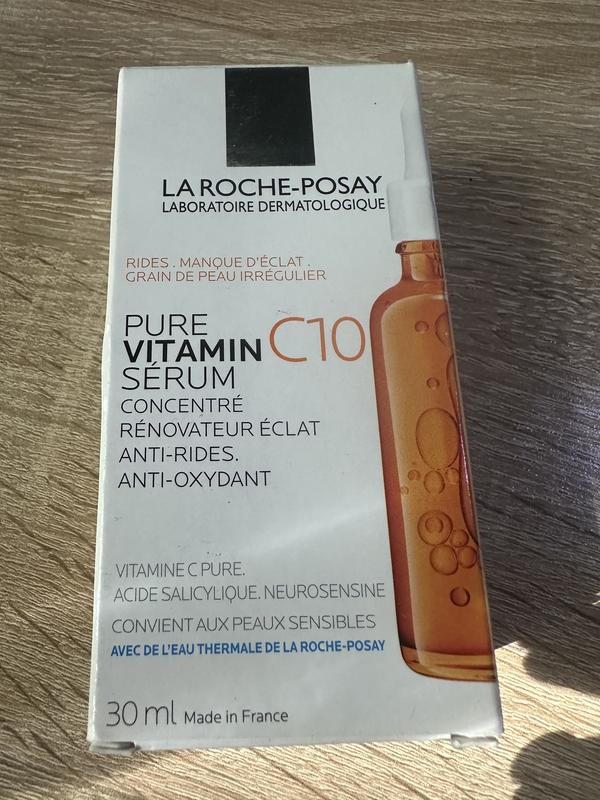 LA ROCHE-POSAY
LABORATOIRE DERMATOLOGIQUE
RIDES . MANQUE D'ÉCLAT .
GRAIN DE PEAU IRRÉGULIER
PURE
VITAMIN C10
SÉRUM
CONCENTRÉ
RÉNOVATEUR ÉCLAT
ANTI-RIDES.
ANTI-OXYDANT
VITAMINE C PURE.
ACIDE SALICYLIQUE. NEUROSENSINE
CONVIENT AUX PEAUX SENSIBLES
AVEC DE L'EAU THERMALE DE LA ROCHE-POSAY
30 ml Made in France